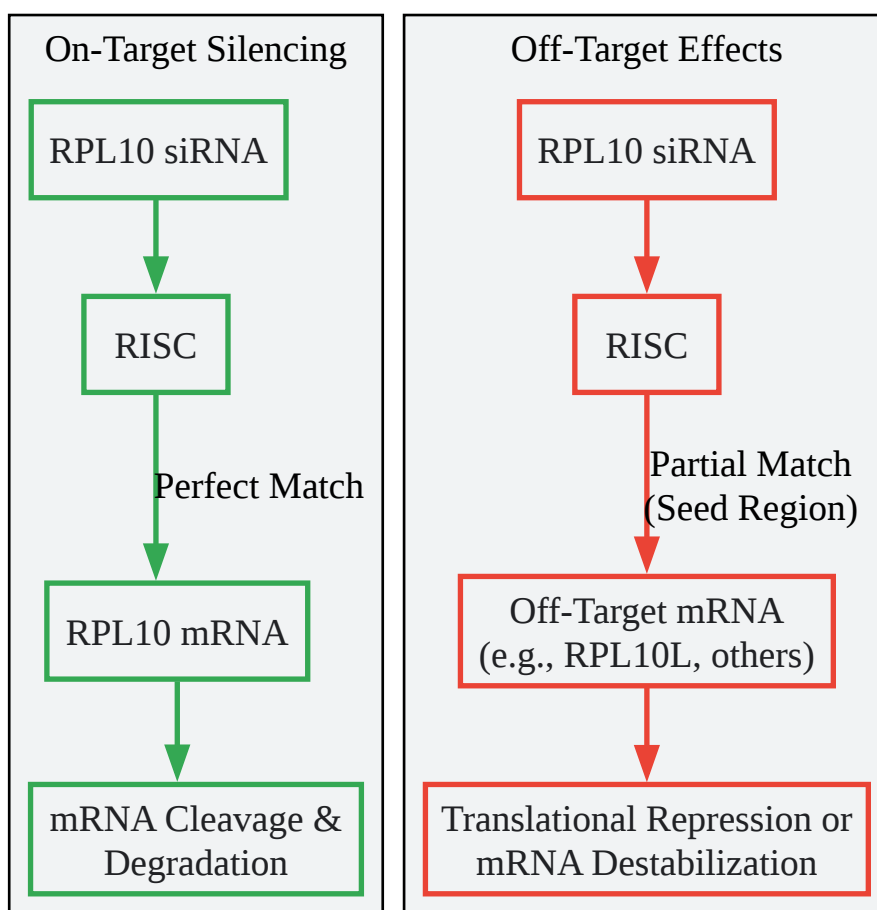 On-Target Silencing
RPL10 siRNA
RISC
Perfect Match
RPL10 mRNA
mRNA Cleavage &
Degradation
Off-Target Effects
RPL10 siRNA
RISC
Partial Match
(Seed Region)
Off-Target mRNA
(e.g., RPL10L, others)
Translational Repression or
mRNA Destabilization